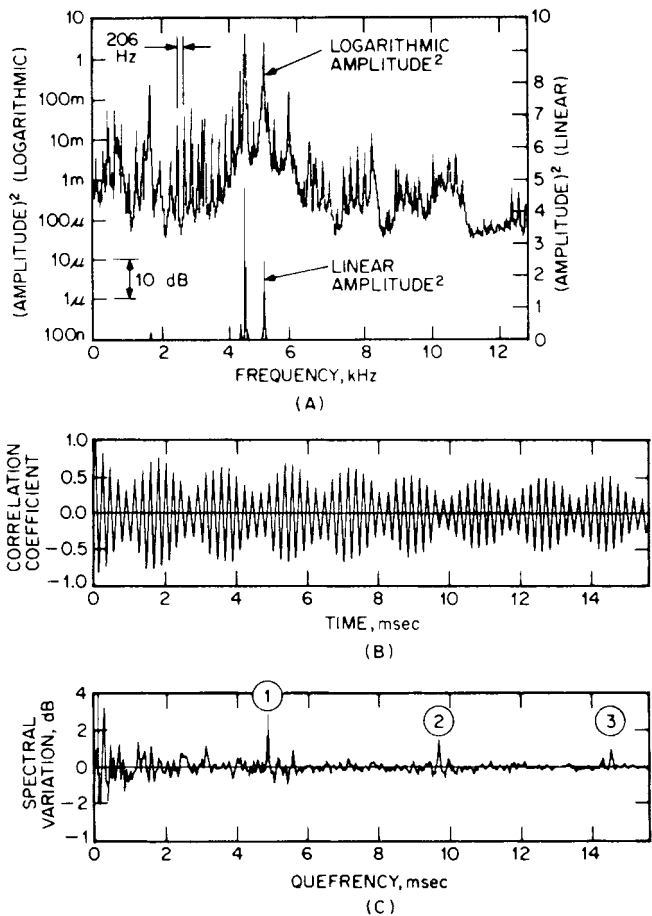 206
Hz
LOGARITHMIC
AMPLITUDE²
(AMPLITUDE)² (LOGARITHMIC)
1
100m
10m
1m
100μ
10μ
1μ
100n
10 dB
LINEAR
AMPLITUDE²
10
9
8
7
6
5
4
3
2
1
0
(AMPLITUDE)² (LINEAR)
0 2 4 6 8 10 12
FREQUENCY, kHz
(A)
CORRELATION
COEFFICIENT
1.0
0.5
0.0
-0.5
-1.0
0 2 4 6 8 10 12 14
TIME, msec
(B)
SPECTRAL
VARIATION, dB
4
2
0
-2
-1
1
2
3
0 2 4 6 8 10 12 14
QUEFRENCY, msec
(C)